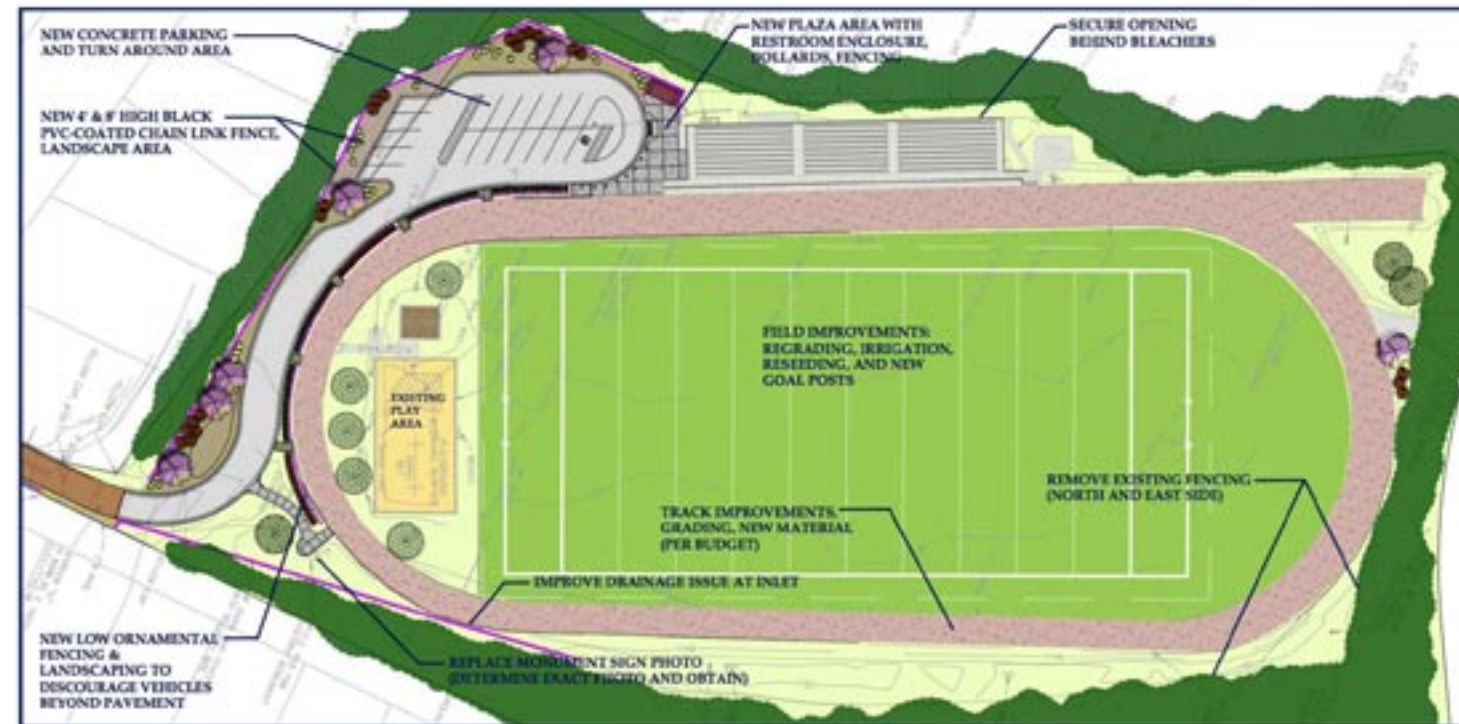 NEW CONCRETE PARKING
AND TURN AROUND AREA
NEW PLAZA AREA WITH
RESTROOM ENCLOSURE,
BOLLARDS, FENCING
SECURE OPENING
BEHIND BLEACHERS
NEW 4' & 8' HIGH BLACK
PVC-COATED CHAIN LINK FENCE,
LANDSCAPE AREA
FIELD IMPROVEMENTS:
REGRADING, IRRIGATION,
RESEEDING, AND NEW
GOAL POSTS
EXISTING
PLAY
AREA
REMOVE EXISTING FENCING
(NORTH AND EAST SIDE)
TRACK IMPROVEMENTS,
GRADING, NEW MATERIAL
(PER BUDGET)
IMPROVE DRAINAGE ISSUE AT INLET
NEW LOW ORNAMENTAL
FENCING &
LANDSCAPING TO
DISCOURAGE VEHICLES
BEYOND PAVEMENT
REPLACE MONUMENT SIGN PHOTO
(DETERMINE EXACT PHOTO AND OBTAIN)